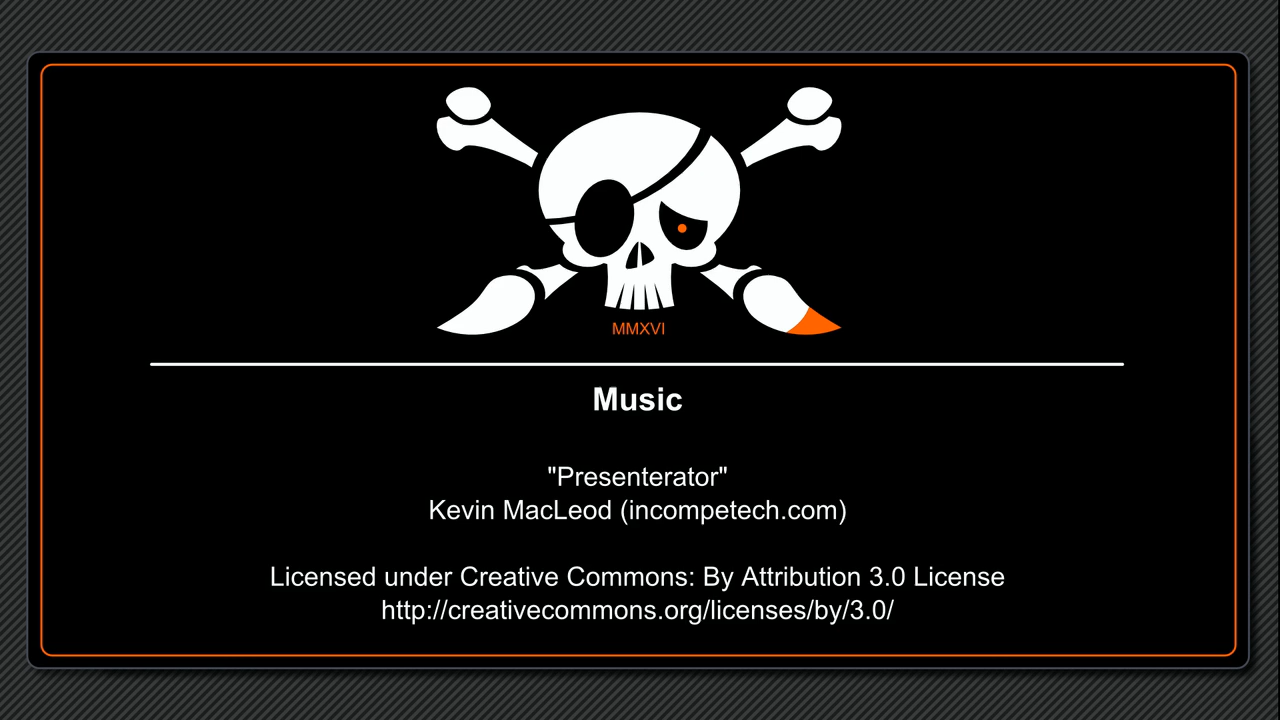 MMXVI
Music
"Presenterator"
Kevin MacLeod (incompetech.com)
Licensed under Creative Commons: By Attribution 3.0 License
http://creativecommons.org/licenses/by/3.0/